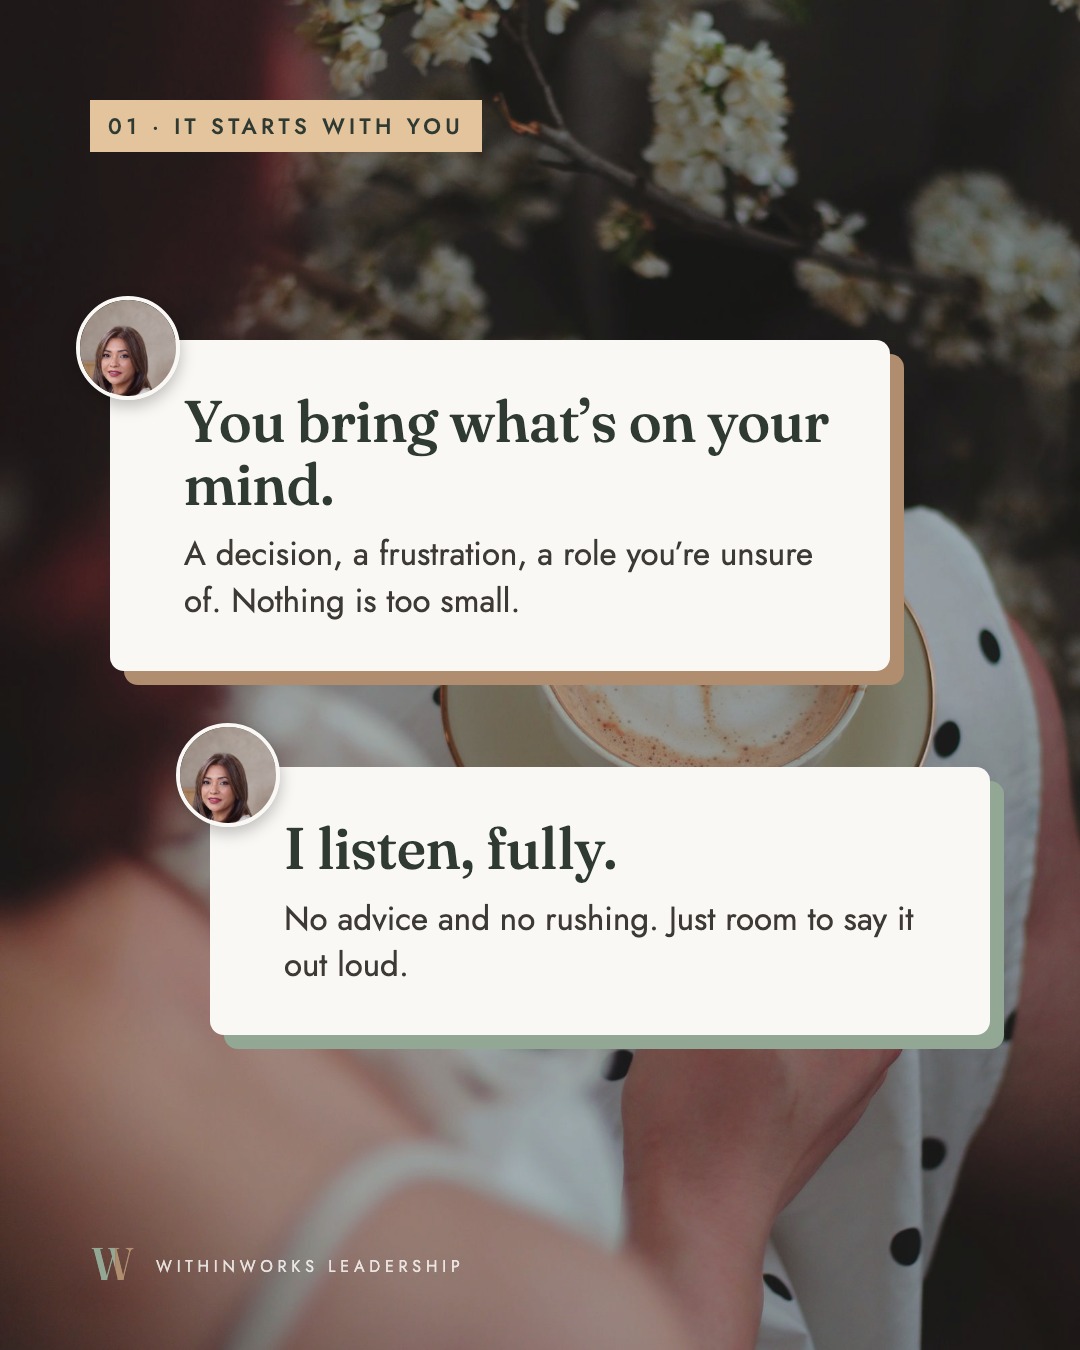 01 · IT STARTS WITH YOU
You bring what’s on your
mind.
A decision, a frustration, a role you’re unsure
of. Nothing is too small.
I listen, fully.
No advice and no rushing. Just room to say it
out loud.
W WITHINWORKS LEADERSHIP